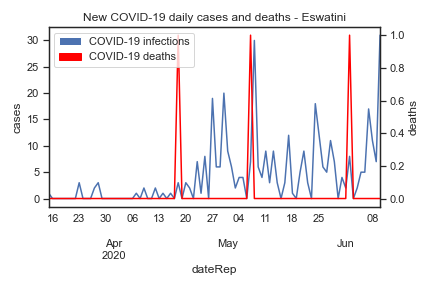 New COVID-19 daily cases and deaths - Eswatini
COVID-19 infections
COVID-19 deaths
30
25
20
15
10
5
0
cases
1.0
0.8
0.6
0.4
0.2
0.0
deaths
16 23 30 06 13 20 27 04 11 18 25 08
Apr May Jun
2020
dateRep